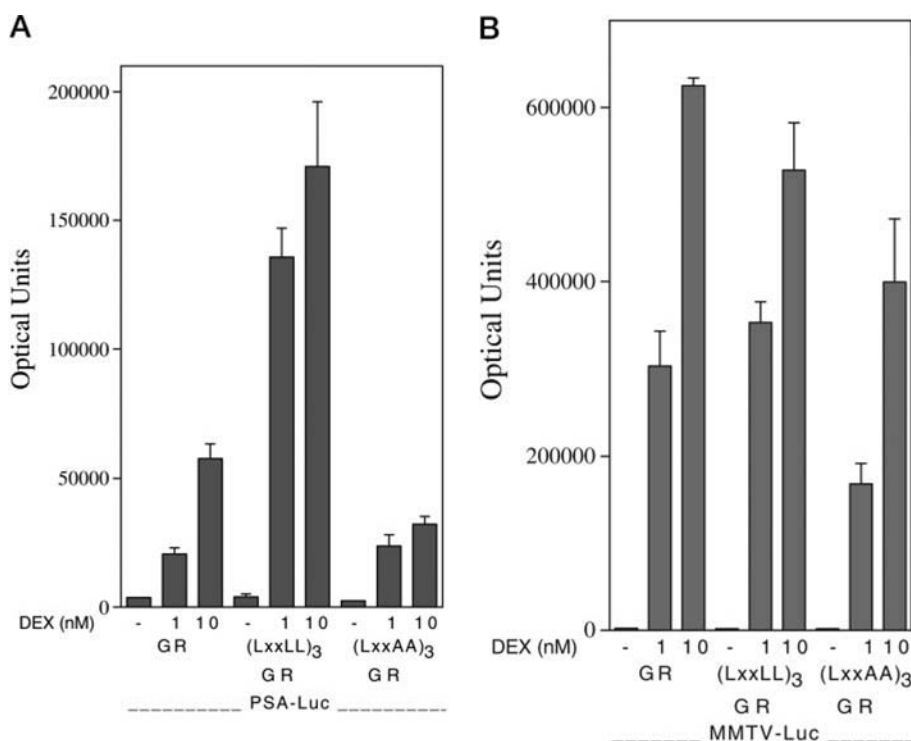 A
Optical Units
200000
150000
100000
50000
0
DEX (nM) - 1 10 - 1 10 - 1 10
GR (LxxLL)3 (LxxAA)3
GR GR
PSA-Luc
B
Optical Units
600000
400000
200000
0
DEX (nM) - 1 10 - 1 10 - 1 10
GR (LxxLL)3 (LxxAA)3
GR GR
MMTV-Luc